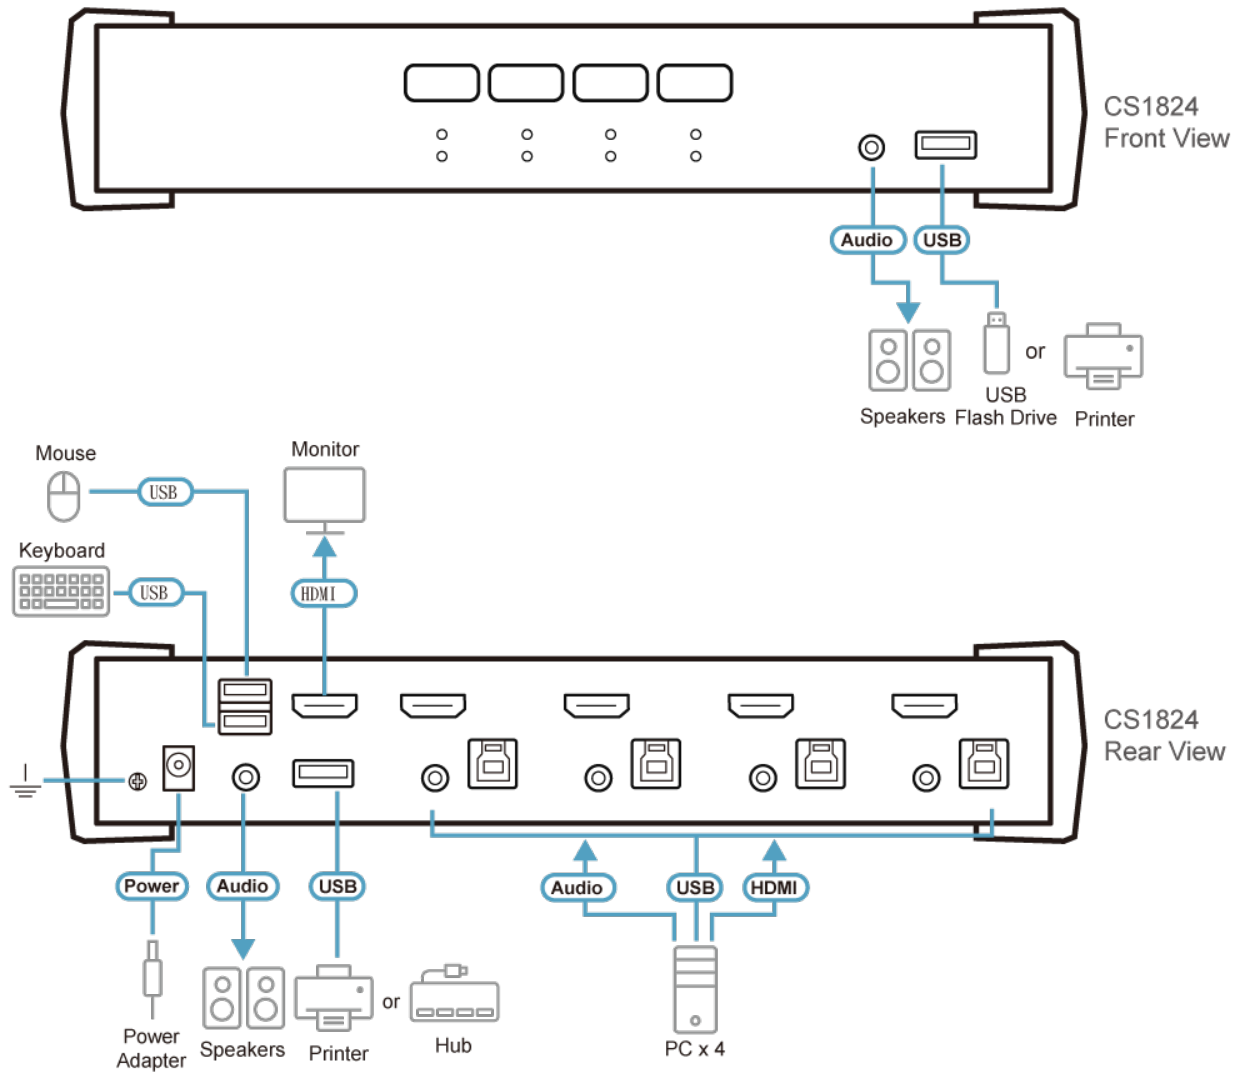 CS1824
Front View
Audio
USB
Speakers
USB
Flash Drive
or
Printer
Mouse
USB
Monitor
Keyboard
USB
HDMI
CS1824
Rear View
Power
Audio
USB
Audio
USB
HDMI
Power
Adapter
Speakers
Printer
or
Hub
PC x 4